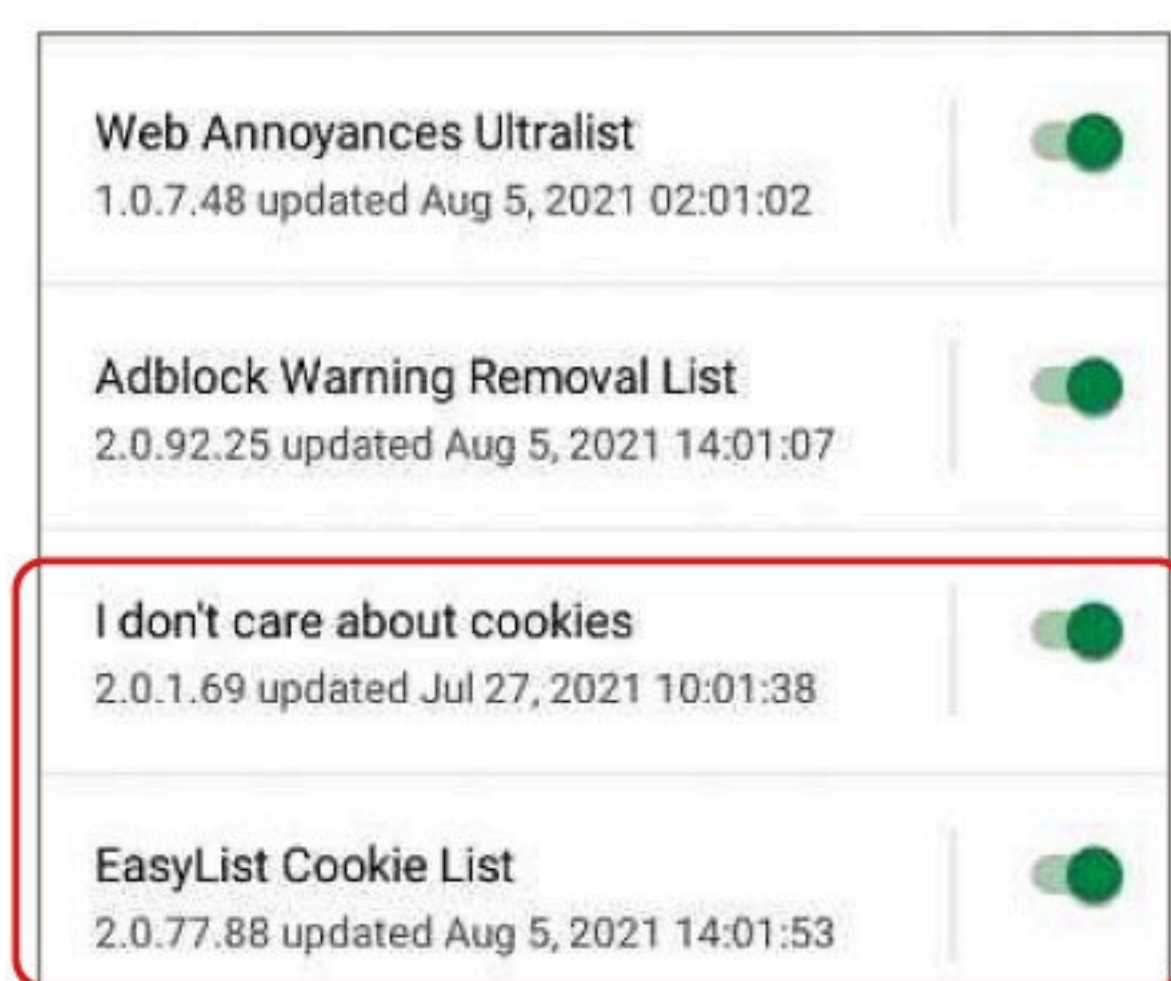 Web Annoyances Ultralist
1.0.7.48 updated Aug 5, 2021 02:01:02
Adblock Warning Removal List
2.0.92.25 updated Aug 5, 2021 14:01:07
I don't care about cookies
2.0.1.69 updated Jul 27, 2021 10:01:38
EasyList Cookie List
2.0.77.88 updated Aug 5, 2021 14:01:53